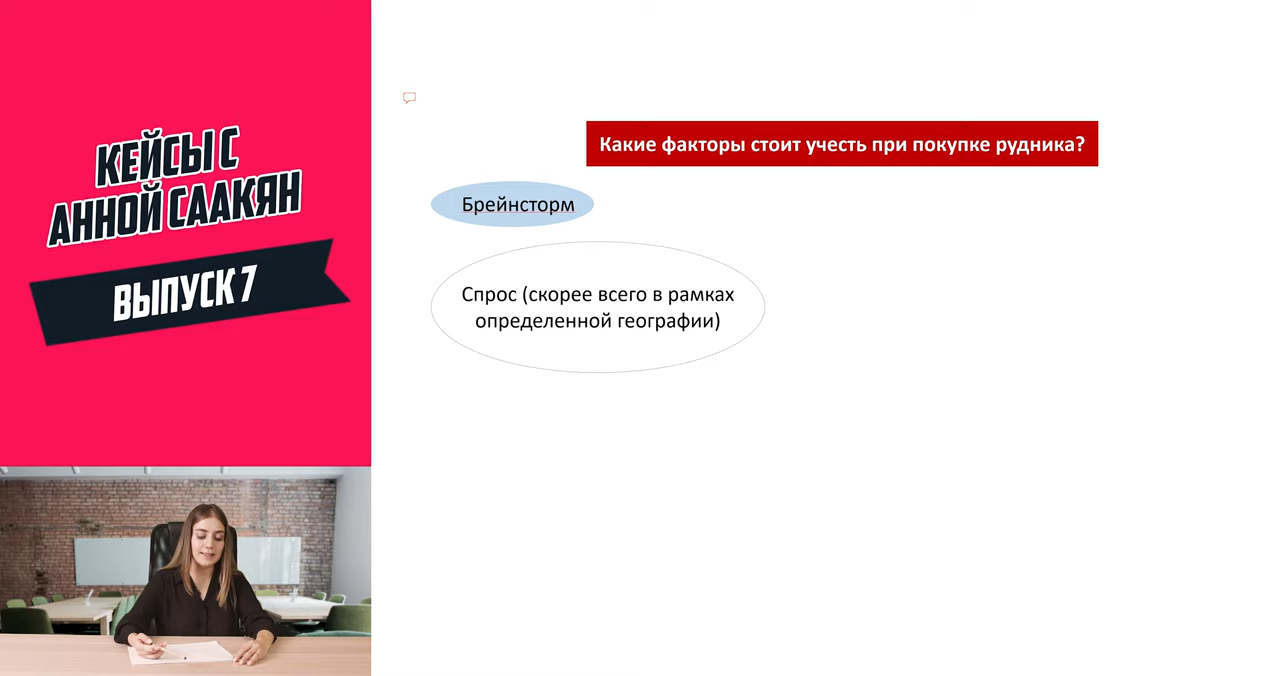 КЕЙСЫ С
АННОЙ СААКЯН
ВЫПУСК 7
Какие факторы стоит учесть при покупке рудника?
Брейнсторм
Спрос (скорее всего в рамках
определенной географии)